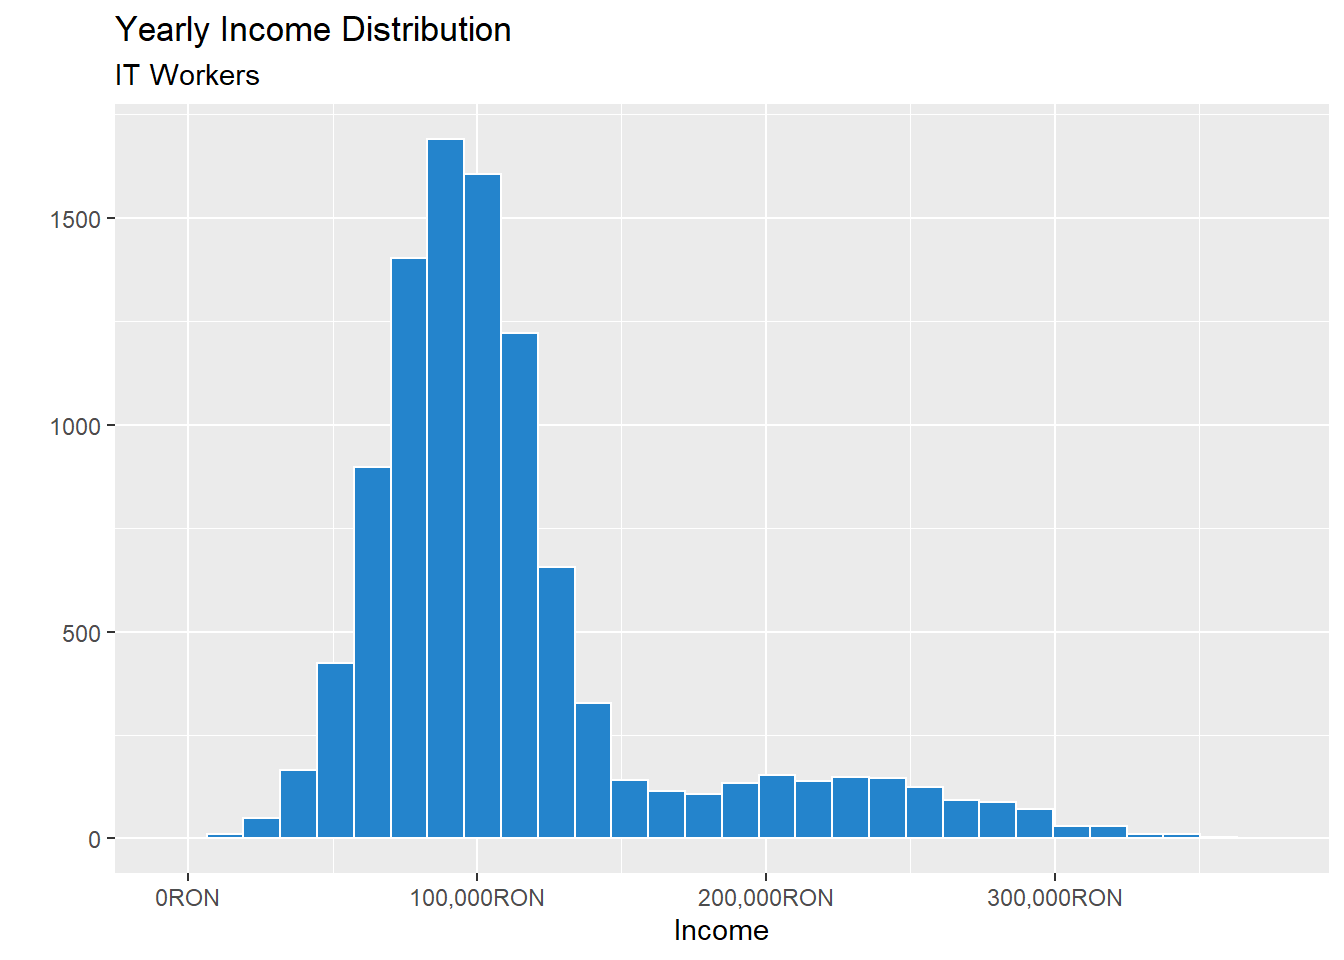 Yearly Income Distribution
IT Workers
1500
1000
500
0
0RON 100,000RON 200,000RON 300,000RON
Income